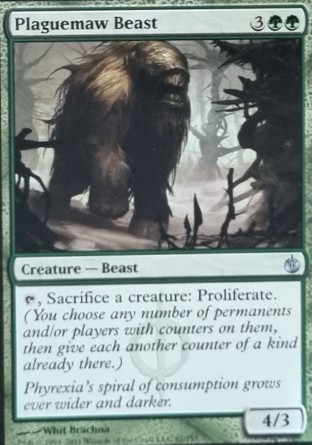 Plaguemaw Beast 3
Creature — Beast
, Sacrifice a creature: Proliferate.
(You choose any number of permanents
and/or players with counters on them,
then give each another counter of a kind
already there.)
Phyrexia's spiral of consumption grows
ever wider and darker.
Whit Brachna
4/3